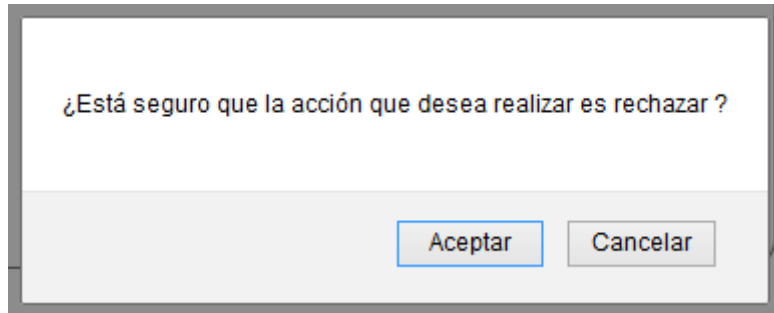 ¿Está seguro que la acción que desea realizar es rechazar ?
Aceptar Cancelar